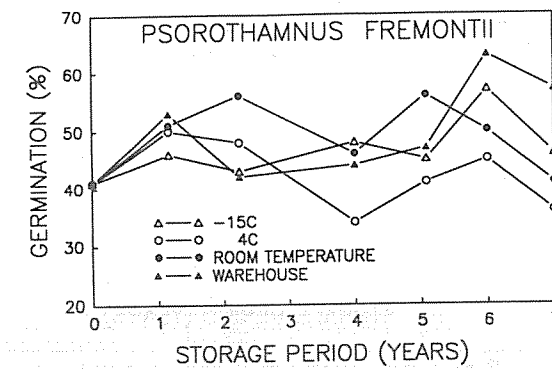 PSOROTHAMNUS FREMONTII
70
60
50
40
30
20
GERMINATION (%)
-15C
4C
ROOM TEMPERATURE
WAREHOUSE
0 1 2 3 4 5 6 7
STORAGE PERIOD (YEARS)